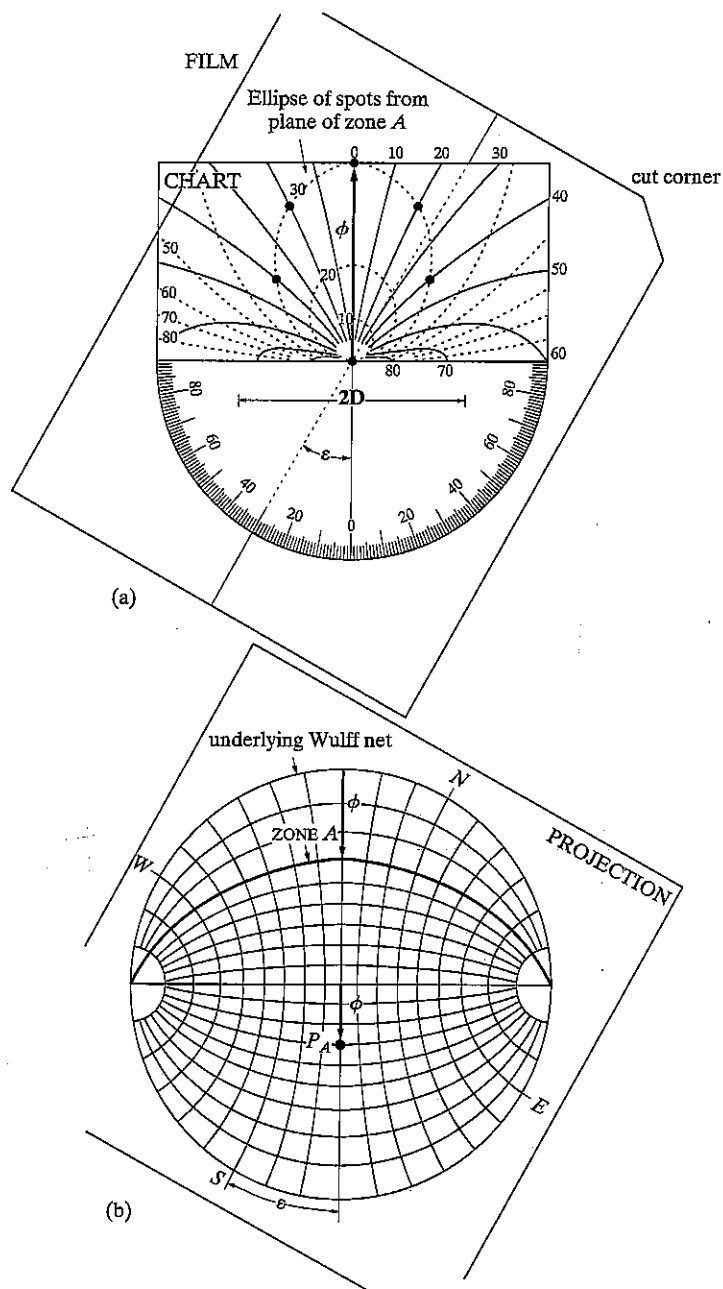 FILM
Ellipse of spots from
plane of zone A
0 10 20 30
cut corner
CHART
30
40
ϕ
50
20
50
60
70
10
80
80 70
60
2D
80
80
60
60
ε
40
40
20
20
0
(a)
underlying Wulff net
N
ϕ
ZONE A
PROJECTION
W
ϕ
P_A
E
S
ε
(b)